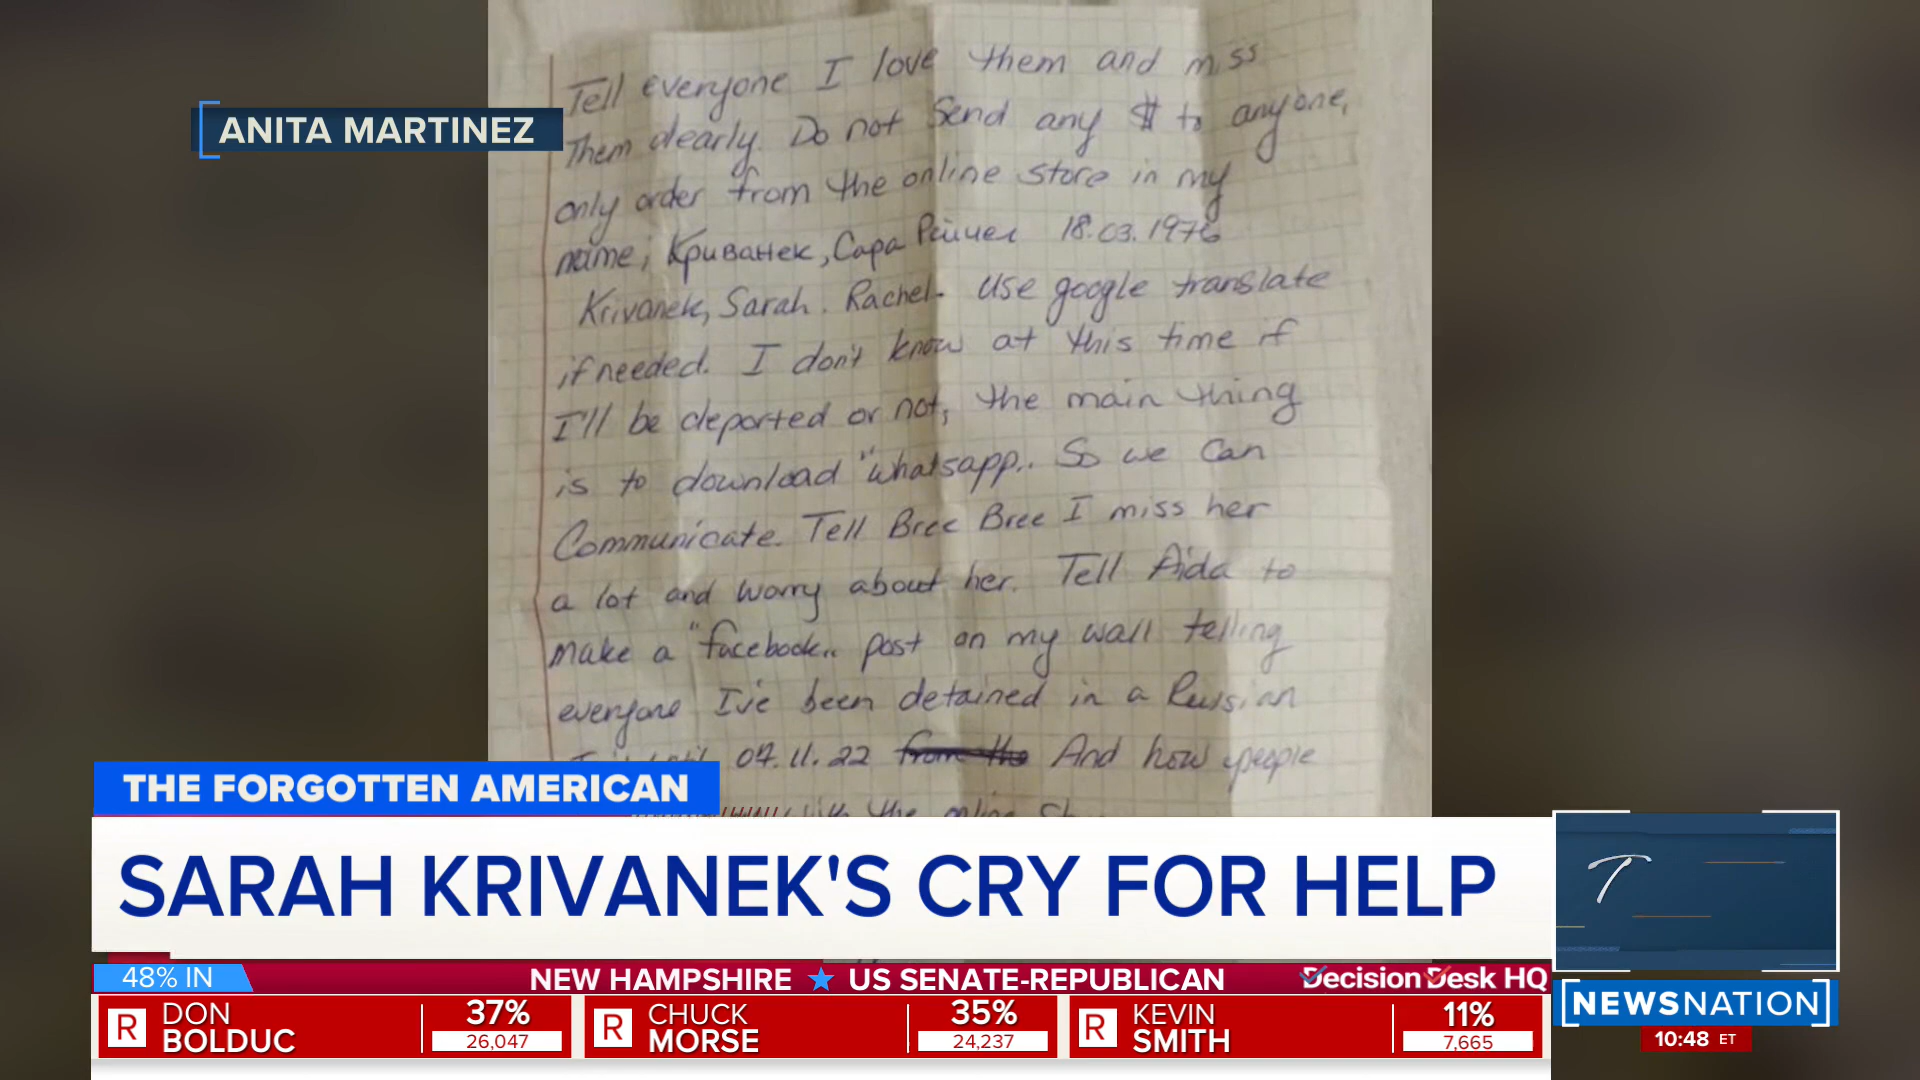 Tell everyone I love them and miss
Them dearly. Do not Send any $ to anyone,
only order from the online store in my
name; Криванек, Сара Рейчел 18.03.1976
Krivanek, Sarah. Rachel. Use google translate
if needed. I don't know at this time if
I'll be deported or not, the main thing
is to download "whatsapp.. So we can
Communicate. Tell Bree Bree I miss her
a lot and worry about her. Tell Aida to
make a "facebook.. post on my wall telling
everyone I've been detained in a Russian
07.11.22 from the And how people
with the online
ANITA MARTINEZ
THE FORGOTTEN AMERICAN
SARAH KRIVANEK'S CRY FOR HELP
48% IN NEW HAMPSHIRE US SENATE-REPUBLICAN Decision Desk HQ
R DON BOLDUC 37% 26,047
R CHUCK MORSE 35% 24,237
R KEVIN SMITH 11% 7,665
NEWSNATION
10:48 ET